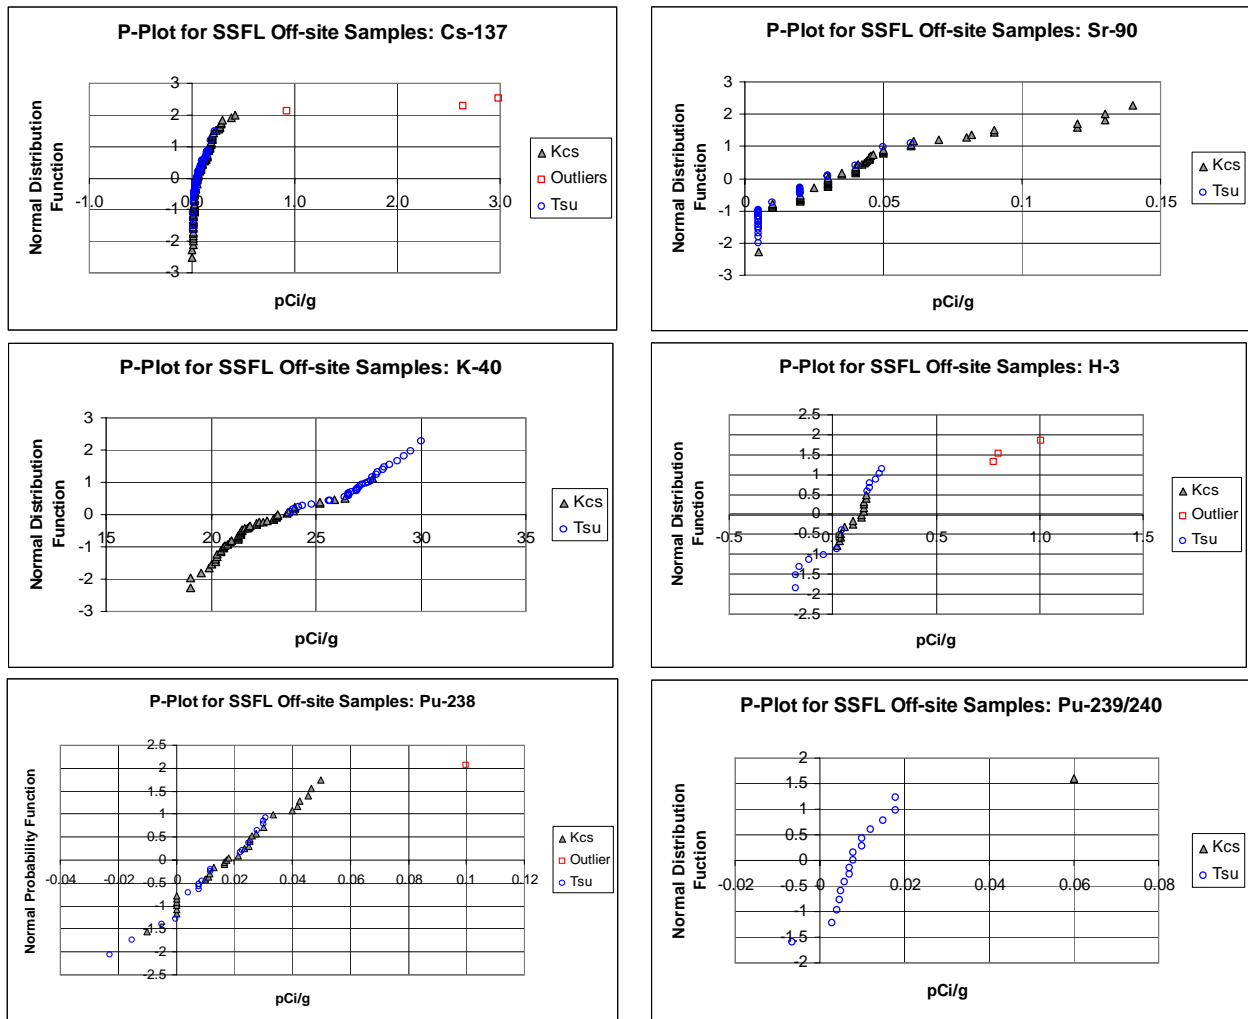 P-Plot for SSFL Off-site Samples: Cs-137
Normal Distribution
Function
3
2
1
0
-1
-2
-3
-1.0
0.0
1.0
2.0
3.0
pCi/g
Kcs
Outliers
Tsu
P-Plot for SSFL Off-site Samples: Sr-90
Normal Distribution
Function
3
2
1
0
-1
-2
-3
0
0.05
0.1
0.15
pCi/g
Kcs
Tsu
P-Plot for SSFL Off-site Samples: K-40
Normal Distribution
Function
3
2
1
0
-1
-2
-3
15
20
25
30
35
pCi/g
Kcs
Tsu
P-Plot for SSFL Off-site Samples: H-3
Normal Distribution
Function
2.5
2
1.5
1
0.5
0
-0.5
-1
-1.5
-2
-2.5
-0.5
0.0
0.5
1.0
1.5
pCi/g
Kcs
Outlier
Tsu
P-Plot for SSFL Off-site Samples: Pu-238
Normal Probability Function
2.5
2
1.5
1
0.5
0
-0.5
-1
-1.5
-2
-2.5
-0.04
-0.02
0
0.02
0.04
0.06
0.08
0.1
0.12
pCi/g
Kcs
Outlier
Tsu
P-Plot for SSFL Off-site Samples: Pu-239/240
Normal Distribution
Fuction
2
1.5
1
0.5
0
-0.5
-1
-1.5
-2
-0.02
0
0.02
0.04
0.06
0.08
pCi/g
Kcs
Tsu